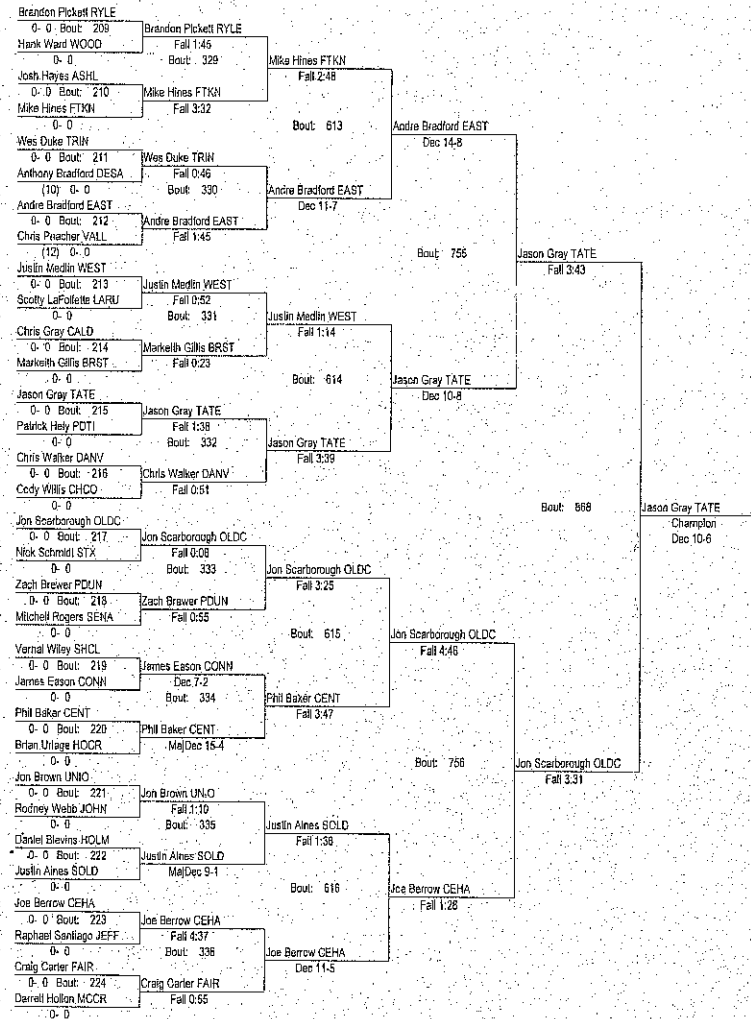 Brandon Pickett RYLE
0- 0 Bout: 209
Hank Ward WOOD
0- 0
Josh Hayes ASHL
0- 0 Bout: 210
Mike Hines FTKN
0- 0
Wes Duke TRIN
0- 0 Bout: 211
Anthony Bradford DESA
(10) 0- 0
Andre Bradford EAST
0- 0 Bout: 212
Chris Peacher VALL
(12) 0- 0
Justin Medlin WEST
0- 0 Bout: 213
Scotty LaFollette LARU
0- 0
Chris Gray CALD
0- 0 Bout: 214
Markeith Gillis BRST
0- 0
Jason Gray TATE
0- 0 Bout: 215
Patrick Hely PDTI
0- 0
Chris Walker DANV
0- 0 Bout: 216
Cody Willis CHCO
0- 0
Jon Scarborough OLDC
0- 0 Bout: 217
Nick Schmidt STX
0- 0
Zach Brewer PDUN
0- 0 Bout: 218
Mitchell Rogers SENA
0- 0
Vernal Wiley SHCL
0- 0 Bout: 219
James Eason CONN
0- 0
Phil Baker CENT
0- 0 Bout: 220
Brian Urlage HOCR
0- 0
Jon Brown UNIO
0- 0 Bout: 221
Rodney Webb JOHN
0- 0
Daniel Blevins HOLM
0- 0 Bout: 222
Justin Aines SOLD
0- 0
Joe Berrow CEHA
0- 0 Bout: 223
Raphael Santiago JEFF
0- 0
Craig Carter FAIR
0- 0 Bout: 224
Darrell Hollon MCCR
0- 0
Brandon Pickett RYLE
Fall 1:45
Bout: 329
Mike Hines FTKN
Fall 3:32
Wes Duke TRIN
Fall 0:46
Bout: 330
Andre Bradford EAST
Fall 1:45
Justin Medlin WEST
Fall 0:52
Bout: 331
Markeith Gillis BRST
Fall 0:23
Jason Gray TATE
Fall 1:38
Bout: 332
Chris Walker DANV
Fall 0:51
Jon Scarborough OLDC
Fall 0:08
Bout: 333
Zach Brewer PDUN
Fall 0:55
James Eason CONN
Dec 7-2
Bout: 334
Phil Baker CENT
MajDec 15-4
Jon Brown UNIO
Fall 1:10
Bout: 335
Justin Aines SOLD
MajDec 9-1
Joe Berrow CEHA
Fall 4:37
Bout: 336
Craig Carter FAIR
Fall 0:55
Mike Hines FTKN
Fall 2:48
Bout: 613
Andre Bradford EAST
Dec 11-7
Justin Medlin WEST
Fall 1:14
Bout: 614
Jason Gray TATE
Fall 3:39
Jon Scarborough OLDC
Fall 3:25
Bout: 615
Phil Baker CENT
Fall 3:47
Justin Aines SOLD
Fall 1:36
Bout: 616
Joe Berrow CEHA
Dec 11-5
Andre Bradford EAST
Dec 14-8
Bout: 755
Jason Gray TATE
Dec 10-8
Jon Scarborough OLDC
Fall 4:46
Bout: 756
Joe Berrow CEHA
Fall 1:28
Jason Gray TATE
Fall 3:43
Bout: 868
Jon Scarborough OLDC
Fall 3:31
Jason Gray TATE
Champion
Dec 10-6